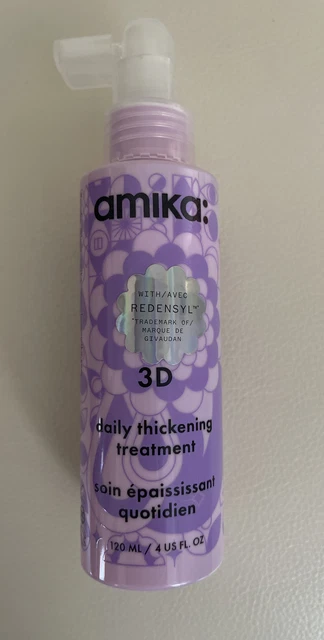 amika:
WITH/AVEC
REDENSYL™
*TRADEMARK OF/
MARQUE DE
GIVAUDAN
3D
daily thickening
treatment
soin épaississant
quotidien
120 ML / 4 US FL. OZ